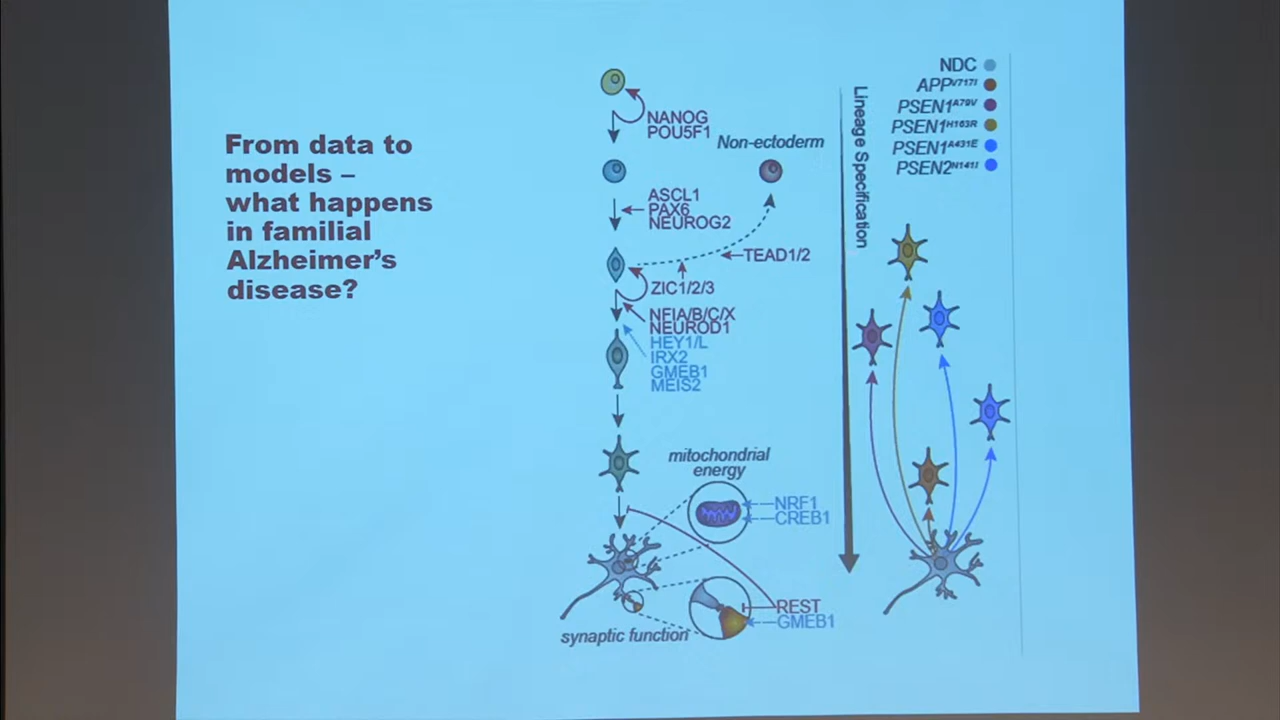 From data to
models –
what happens
in familial
Alzheimer's
disease?
NANOG
POU5F1
Non-ectoderm
ASCL1
PAX6
NEUROG2
TEAD1/2
ZIC1/2/3
NFIA/B/C/X
NEUROD1
HEY1/L
IRX2
GMEB1
MEIS2
mitochondrial
energy
NRF1
CREB1
REST
GMEB1
synaptic function
Lineage Specification
NDC
APPV717I
PSEN1A79V
PSEN1H163R
PSEN1A431E
PSEN2N141I